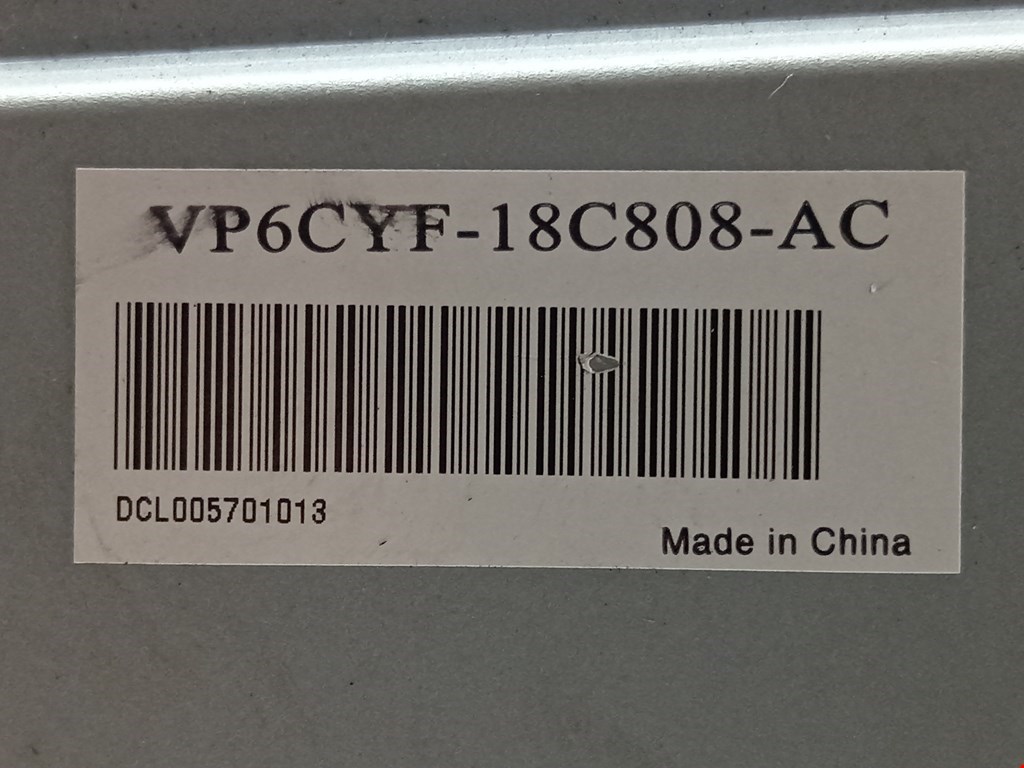 VP6CYF-18C808-AC
DCL005701013
Made in China